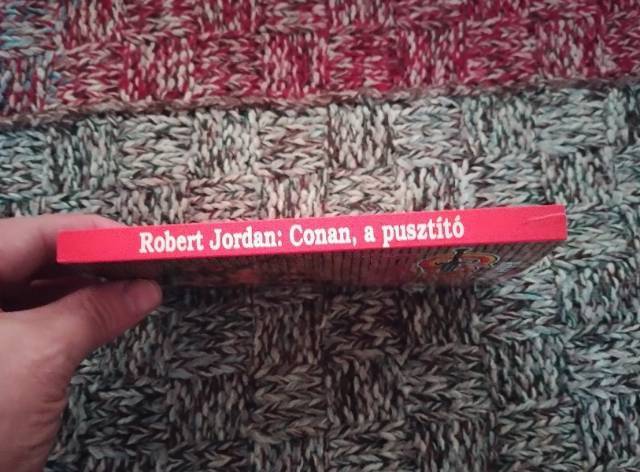 Robert Jordan: Conan, a pusztító